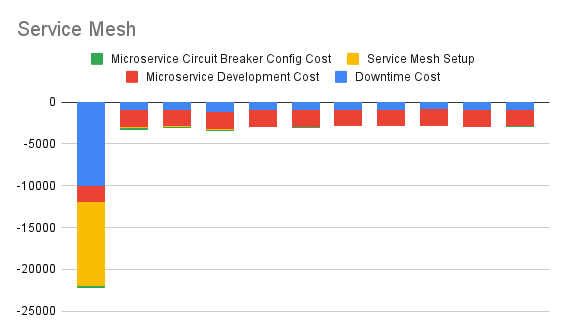 Service Mesh
Microservice Circuit Breaker Config Cost Service Mesh Setup
Microservice Development Cost Downtime Cost
0
-5000
-10000
-15000
-20000
-25000